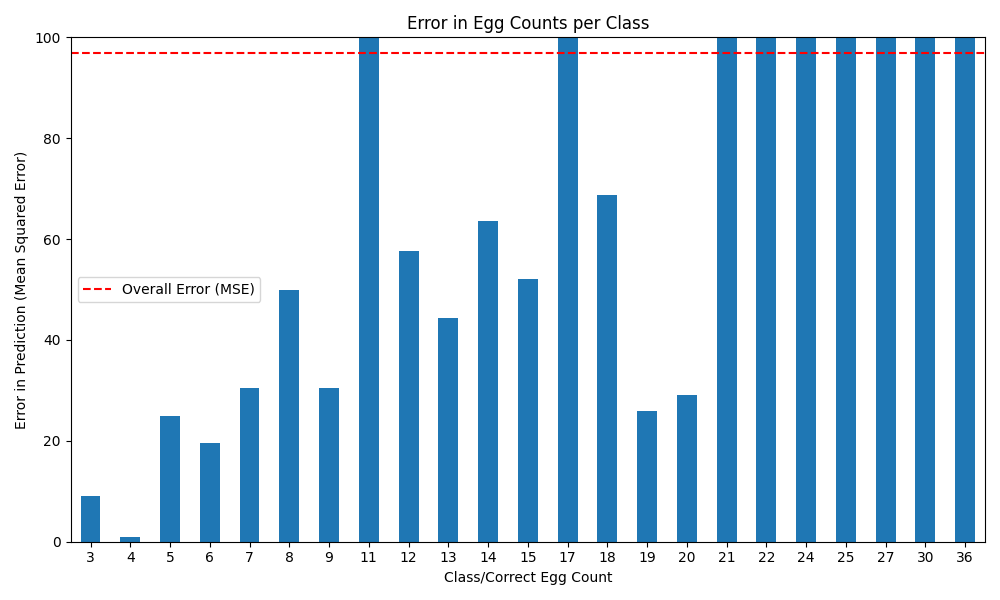 Error in Egg Counts per Class
Error in Prediction (Mean Squared Error)
100
80
60
40
20
0
Overall Error (MSE)
3 4 5 6 7 8 9 11 12 13 14 15 17 18 19 20 21 22 24 25 27 30 36
Class/Correct Egg Count